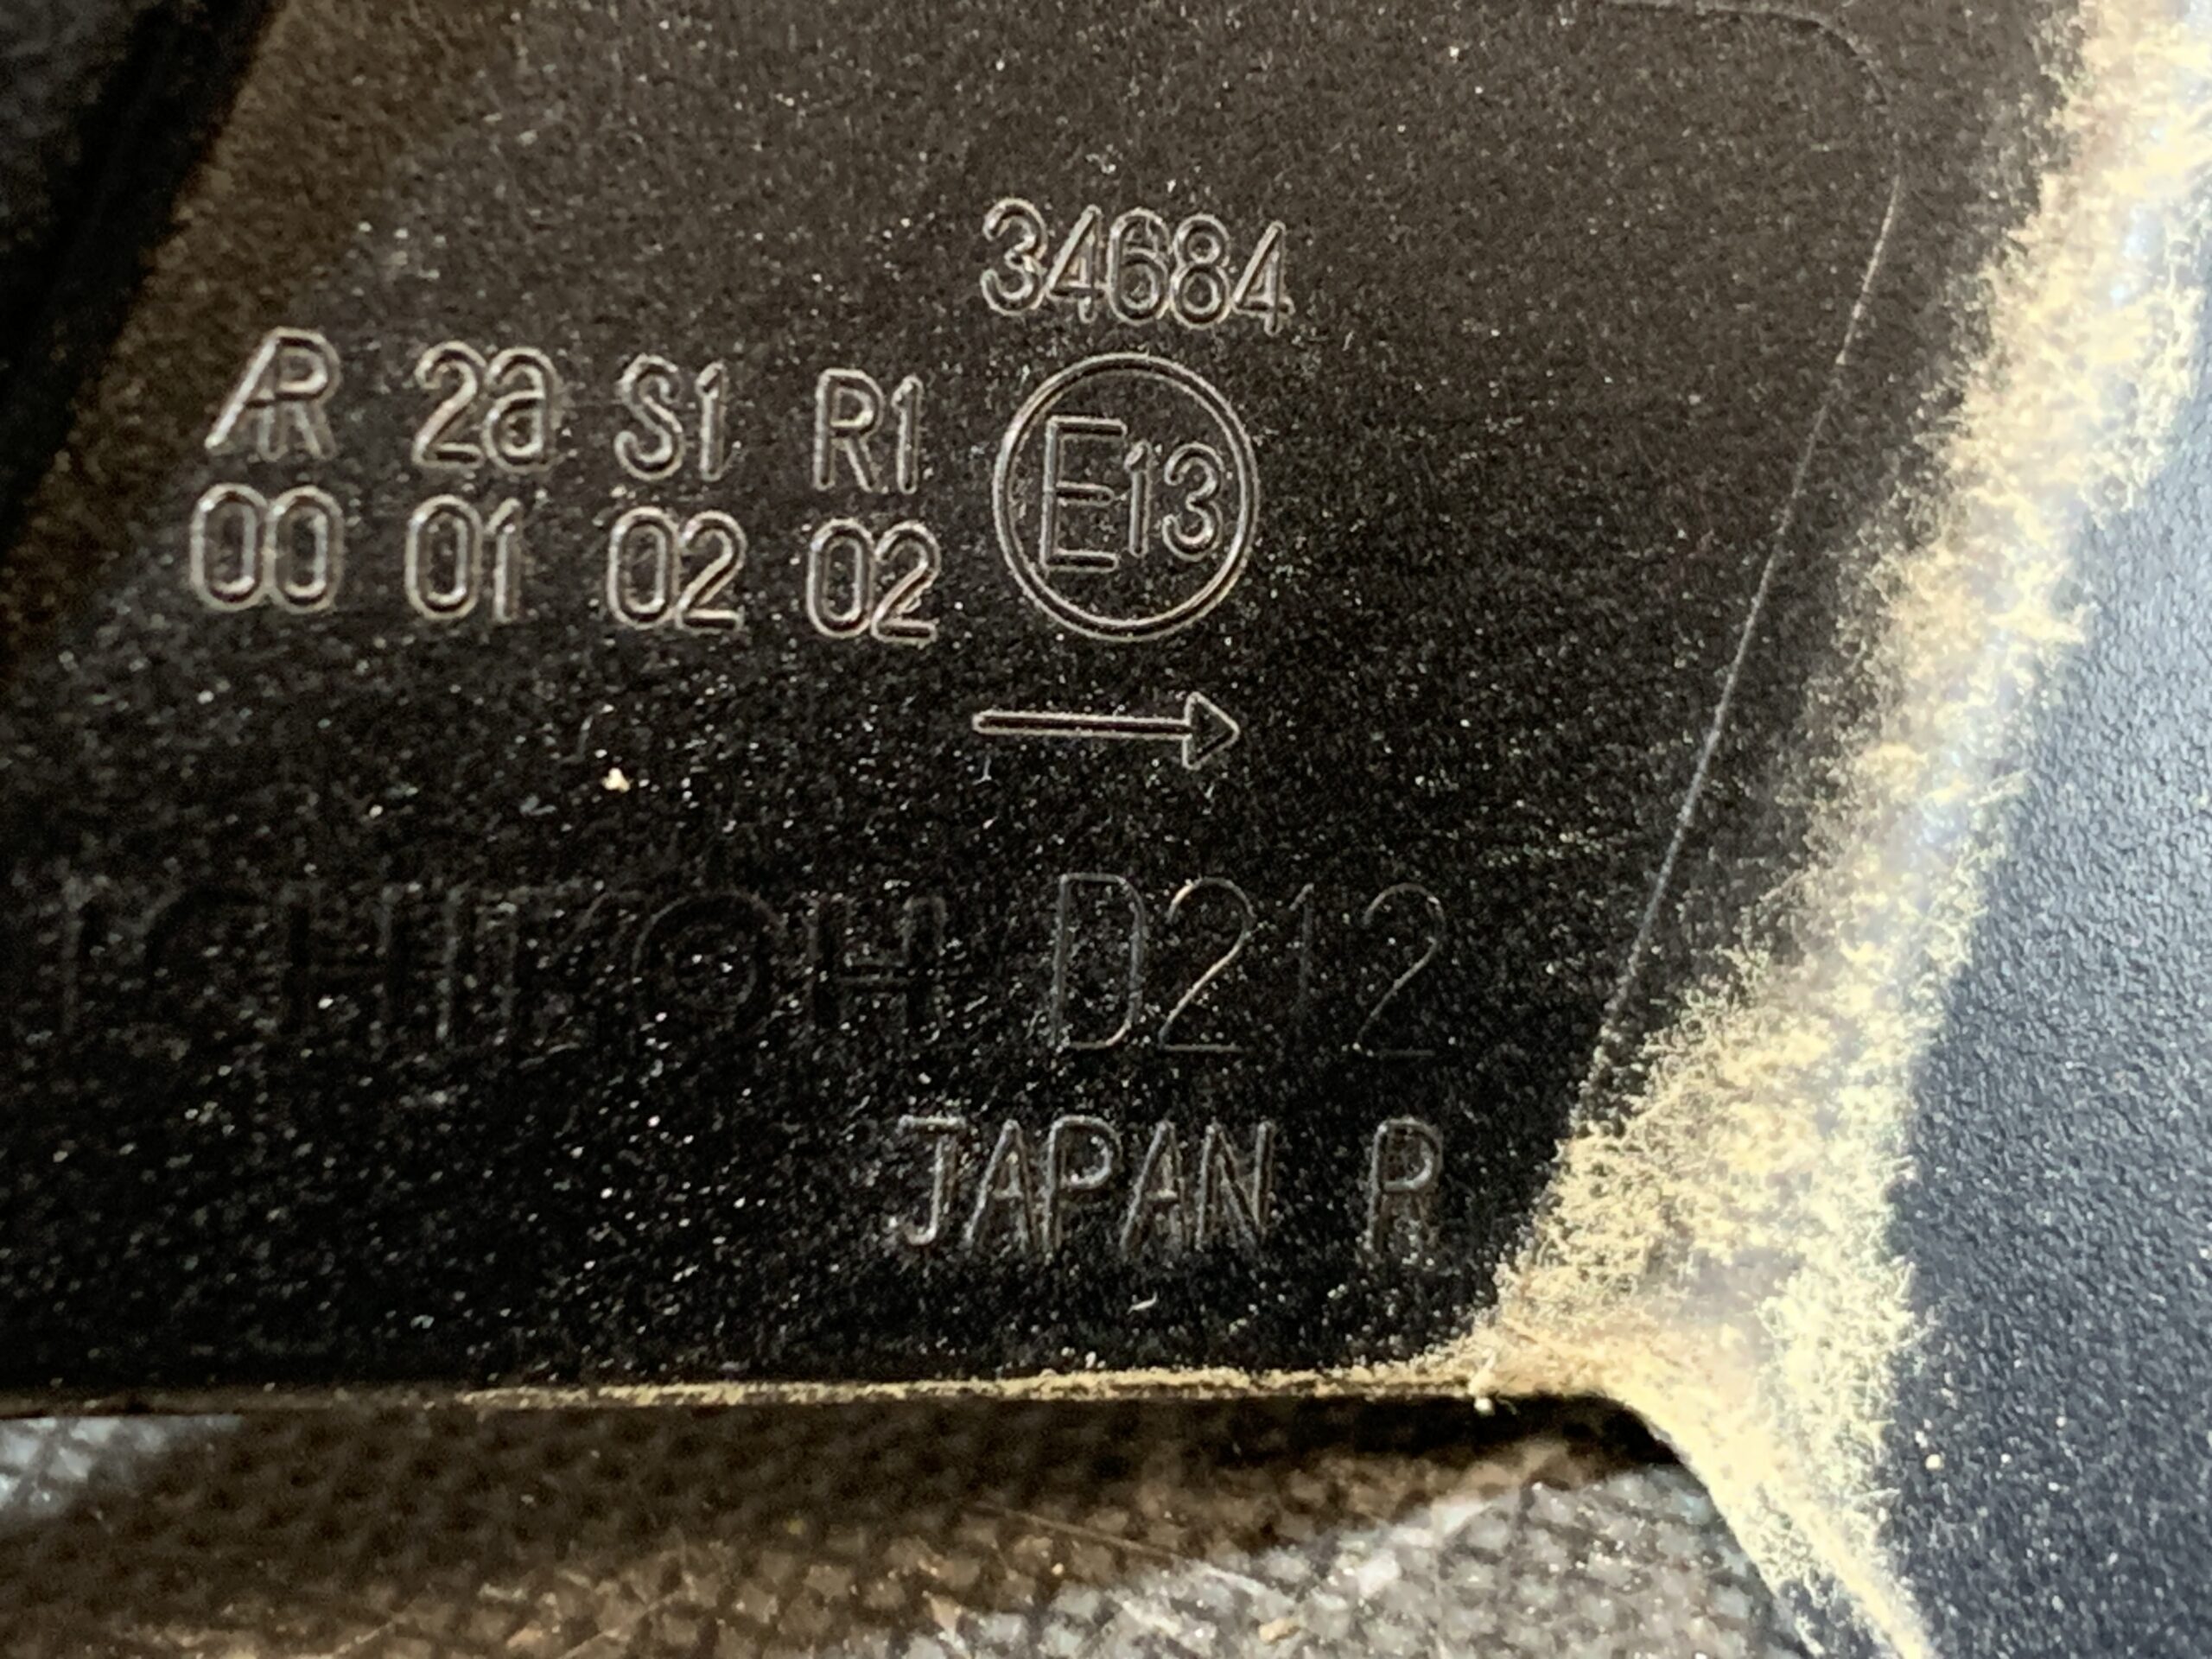 34684
AR 2a S1 R1 E13
00 01 02 02
→
ICHIKOH D212
JAPAN R